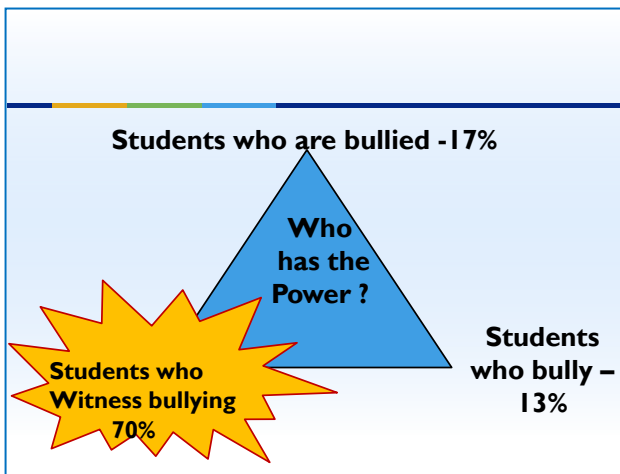 Students who are bullied -17%
Who
has the
Power ?
Students who
Witness bullying
70%
Students
who bully –
13%